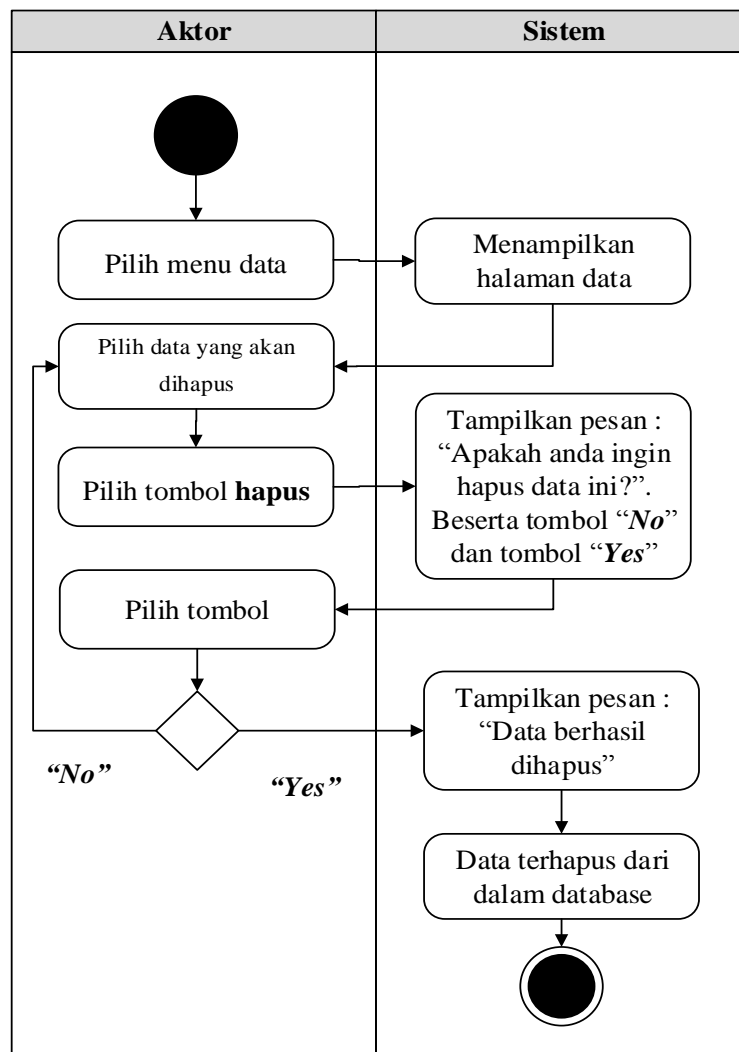 Aktor
Sistem
Pilih menu data
Menampilkan
halaman data
Pilih data yang akan
dihapus
Pilih tombol hapus
Tampilkan pesan :
“Apakah anda ingin
hapus data ini?”.
Beserta tombol “No”
dan tombol “Yes”
Pilih tombol
“No”
“Yes”
Tampilkan pesan :
“Data berhasil
dihapus”
Data terhapus dari
dalam database